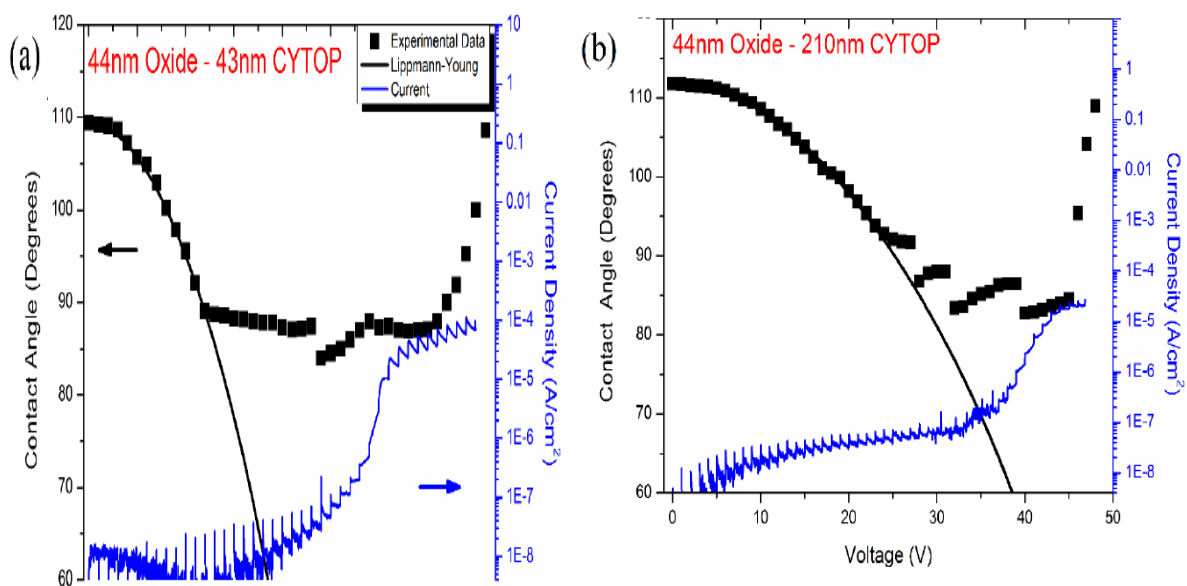 (a)
44nm Oxide - 43nm CYTOP
Experimental Data
Lippmann-Young
Current
120
110
100
90
80
70
60
Contact Angle (Degrees)
10
1
0.1
0.01
1E-3
1E-4
1E-5
1E-6
1E-7
1E-8
Current Density (A/cm²)
(b)
44nm Oxide - 210nm CYTOP
110
100
90
80
70
60
Contact Angle (Degrees)
0
10
20
30
40
50
Voltage (V)
1
0.1
0.01
1E-3
1E-4
1E-5
1E-6
1E-7
1E-8
Current Density (A/cm²)